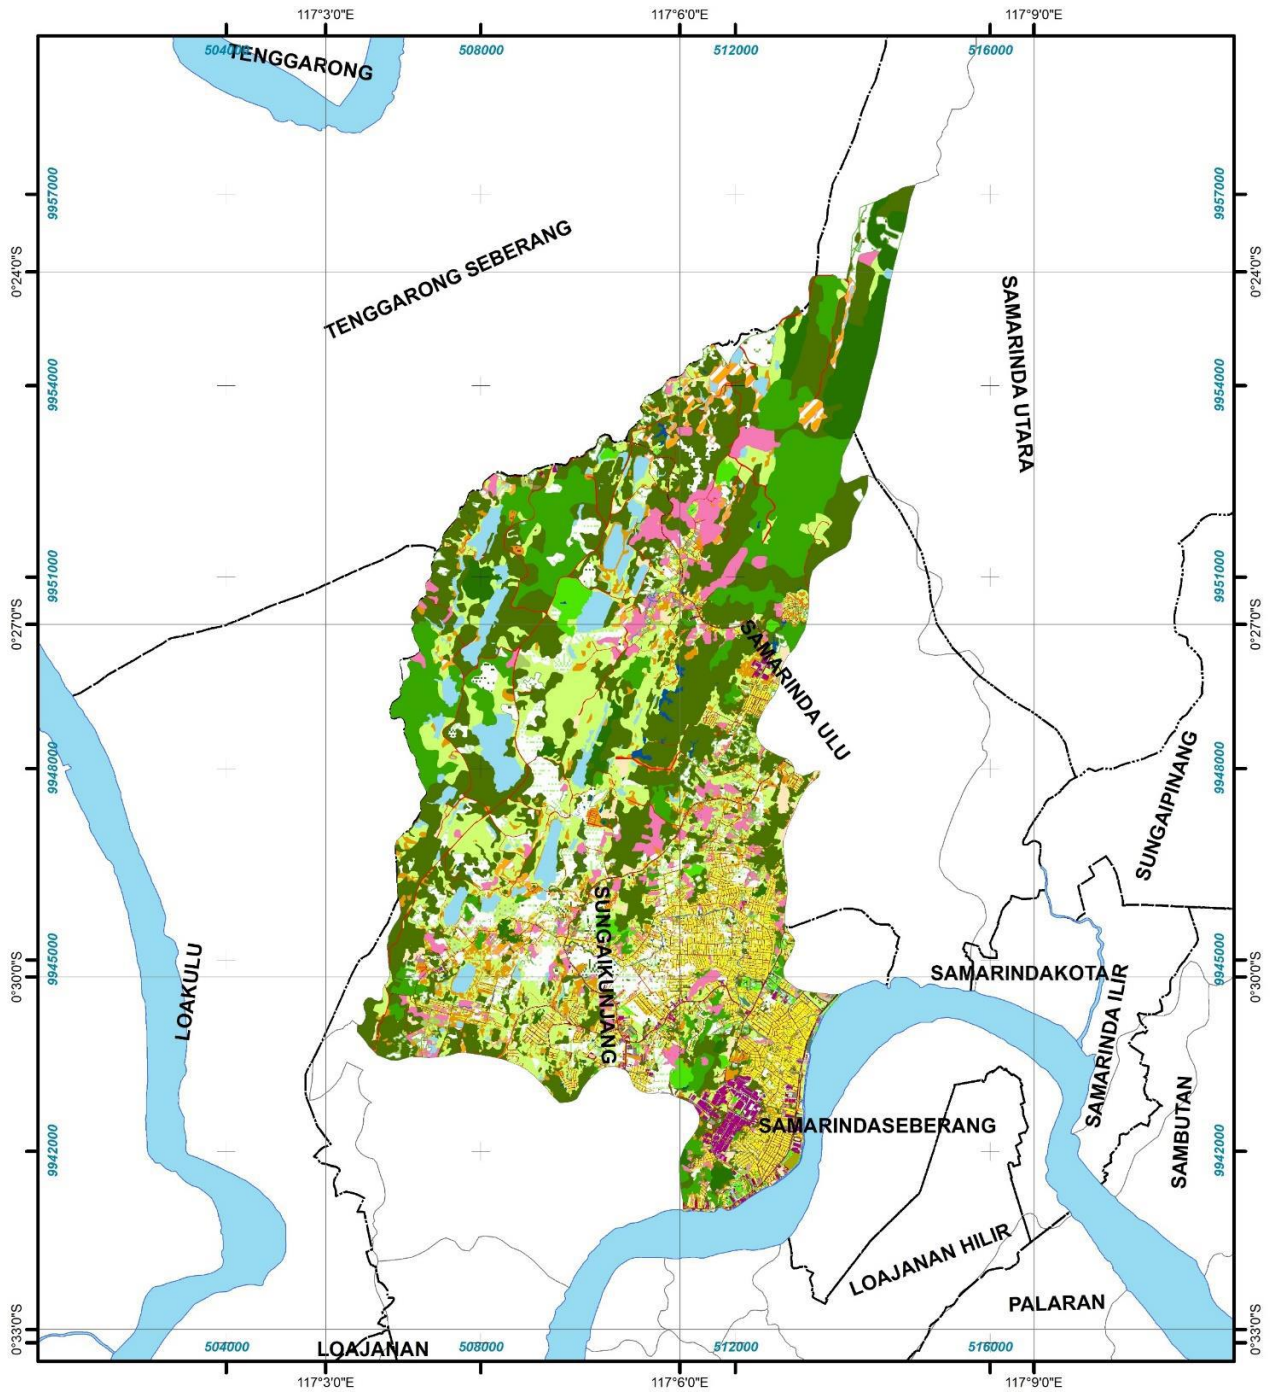 117°3'0"E
117°6'0"E
117°9'0"E
504000
508000
512000
516000
TENGGARONG
9957000
9957000
0°24'0"S
0°24'0"S
TENGGARONG SEBERANG
SAMARINDA UTARA
9954000
9954000
9951000
9951000
0°27'0"S
0°27'0"S
SAMARINDA ULU
9948000
9948000
SUNGAIPINANG
SUNGAIKUNJANG
LOAKULU
9945000
9945000
0°30'0"S
0°30'0"S
SAMARINDAKOTA
SAMARINDA ILIR
SAMBUTAN
SAMARINDASEBERANG
9942000
9942000
LOAJANAN HILIR
PALARAN
0°33'0"S
0°33'0"S
LOAJANAN
504000
508000
512000
516000
117°3'0"E
117°6'0"E
117°9'0"E